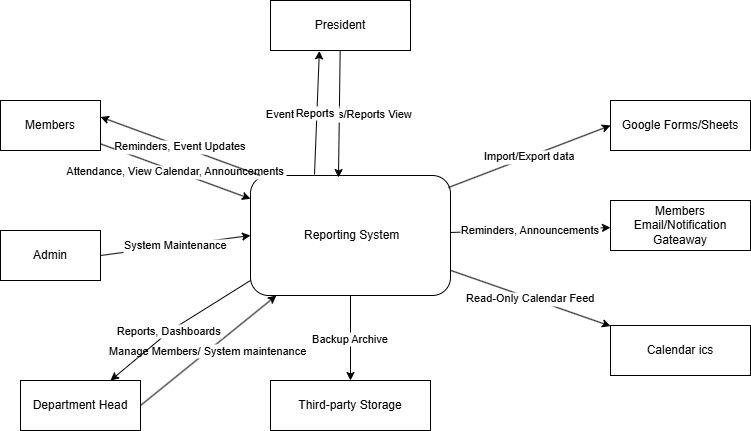 President
Event
Reports
s/Reports View
Members
Reminders, Event Updates
Attendance, View Calendar, Announcements
Google Forms/Sheets
Import/Export data
Members
Email/Notification
Gateaway
Reminders, Announcements
Admin
System Maintenance
Reporting System
Read-Only Calendar Feed
Reports, Dashboards
Backup Archive
Manage Members/ System maintenance
Calendar ics
Department Head
Third-party Storage